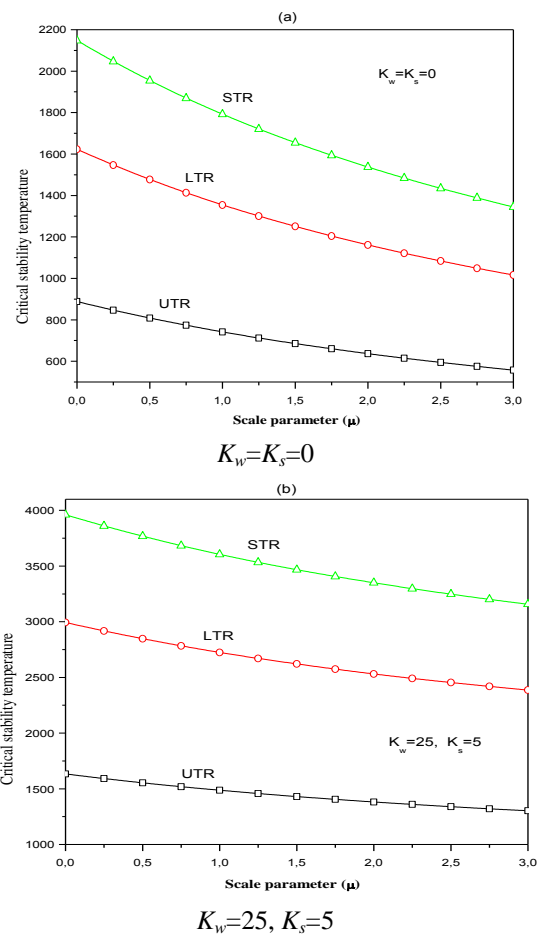 (a)
2200
2000
1800
1600
1400
1200
1000
800
600
Critical stability temperature
K_w=K_s=0
STR
LTR
UTR
0,0 0,5 1,0 1,5 2,0 2,5 3,0
Scale parameter (μ)
K_w=K_s=0
(b)
4000
3500
3000
2500
2000
1500
1000
Critical stability temperature
STR
LTR
K_w=25, K_s=5
UTR
0,0 0,5 1,0 1,5 2,0 2,5 3,0
Scale parameter (μ)
K_w=25, K_s=5